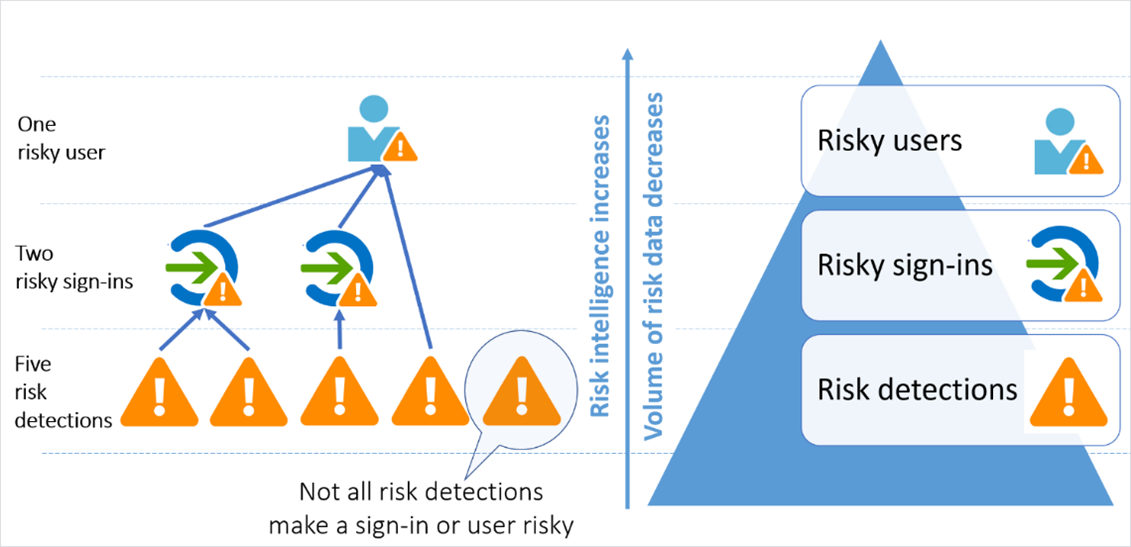 One
risky user
Two
risky sign-ins
Five
risk
detections
Not all risk detections
make a sign-in or user risky
Risk intelligence increases
Volume of risk data decreases
Risky users
Risky sign-ins
Risk detections